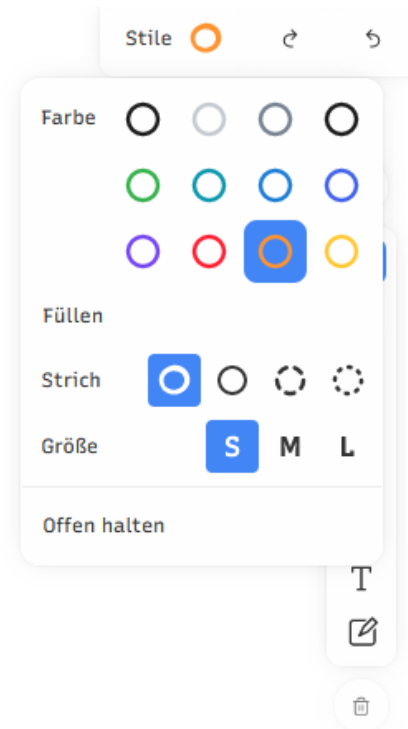 Stile
Farbe
Füllen
Strich
Größe S M L
Offen halten
T